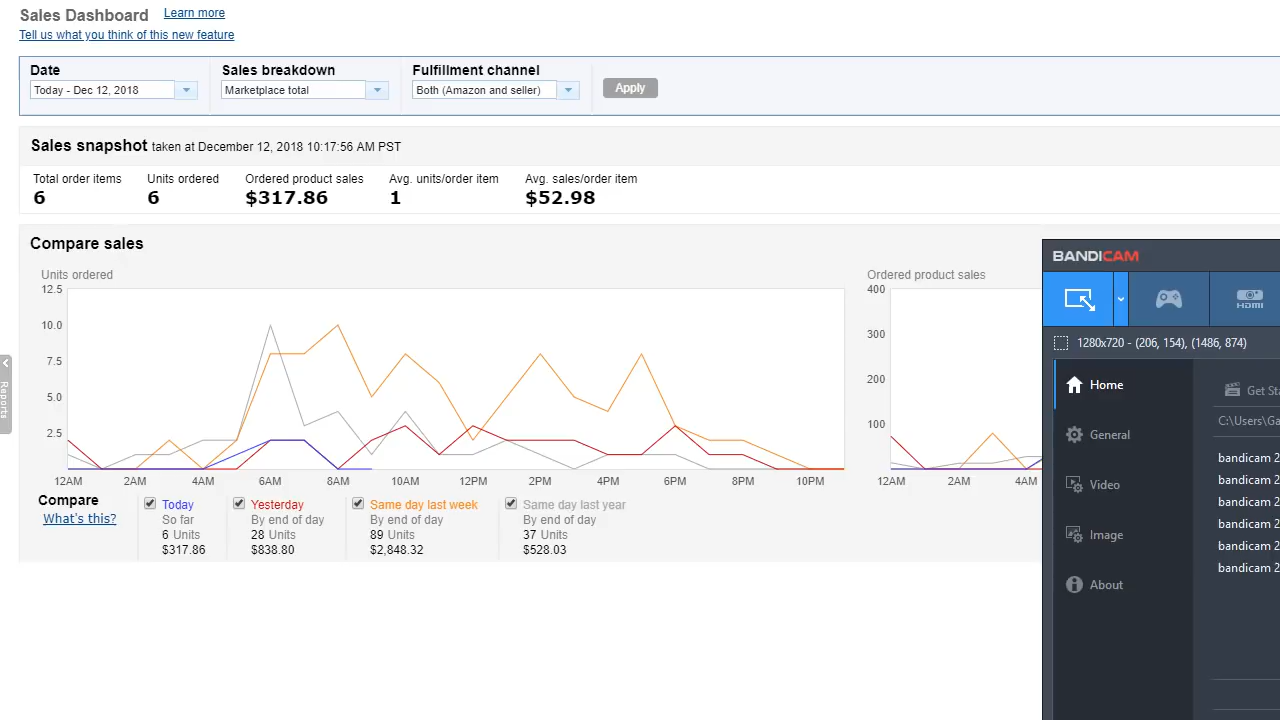 Sales Dashboard Learn more
Tell us what you think of this new feature
Date Sales breakdown Fulfillment channel
Today - Dec 12, 2018 Marketplace total Both (Amazon and seller) Apply
Sales snapshot taken at December 12, 2018 10:17:56 AM PST
Total order items Units ordered Ordered product sales Avg. units/order item Avg. sales/order item
6 6 $317.86 1 $52.98
Compare sales
Units ordered
12.5
10.0
7.5
5.0
2.5
12AM 2AM 4AM 6AM 8AM 10AM 12PM 2PM 4PM 6PM 8PM 10PM
Ordered product sales
400
300
200
100
12AM 2AM 4AM
Compare
What's this?
Today
So far
6 Units
$317.86
Yesterday
By end of day
28 Units
$838.80
Same day last week
By end of day
89 Units
$2,848.32
Same day last year
By end of day
37 Units
$528.03
Reports
BANDICAM
HDMI
1280x720 - (206, 154), (1486, 874)
Home
General
Video
Image
About
Get Sta
C:\Users\Ga
bandicam 2
bandicam 2
bandicam 2
bandicam 2
bandicam 2
bandicam 2